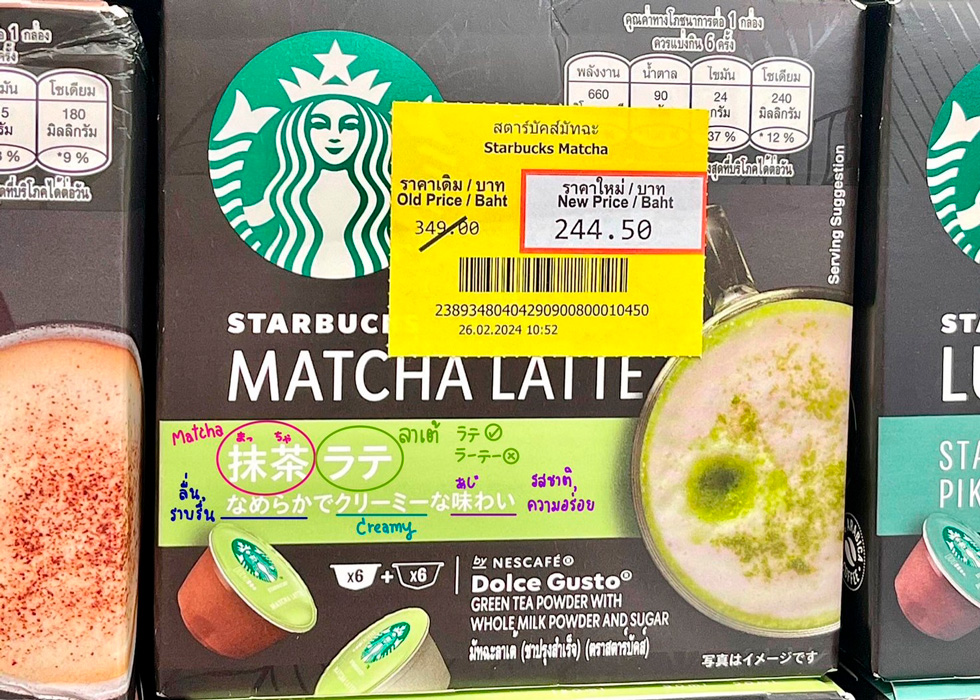 1 กล่อง
โซเดียม
180
มิลลิกรัม
*9 %
คุณค่าทางโภชนาการต่อ 1 กล่อง
ควรแบ่งกิน 6 ครั้ง
พลังงาน น้ำตาล ไขมัน โซเดียม
660 90 24 240
กรัม มิลลิกรัม
37 % *12 %
สตาร์บัคส์มัทฉะ
Starbucks Matcha
ราคาเดิม / บาท
Old Price / Baht
349.00
ราคาใหม่ / บาท
New Price / Baht
244.50
23893480404290900800010450
26.02.2024 10:52
Serving Suggestion
MATCHA LATTE
Matcha まっ ちゃ ลาเต้ ラテ
抹茶ラテ ラーテー
ลื่น, ราบรื่น
なめらかでクリーミーな味わい
Creamy
あじ
รสชาติ,
ความอร่อย
x6 + x6
by NESCAFÉ®
Dolce Gusto®
GREEN TEA POWDER WITH
WHOLE MILK POWDER AND SUGAR
มัทฉะลาเต้ (ชาปรุงสำเร็จ) (ตราสตาร์บัคส์)
写真はイメージです